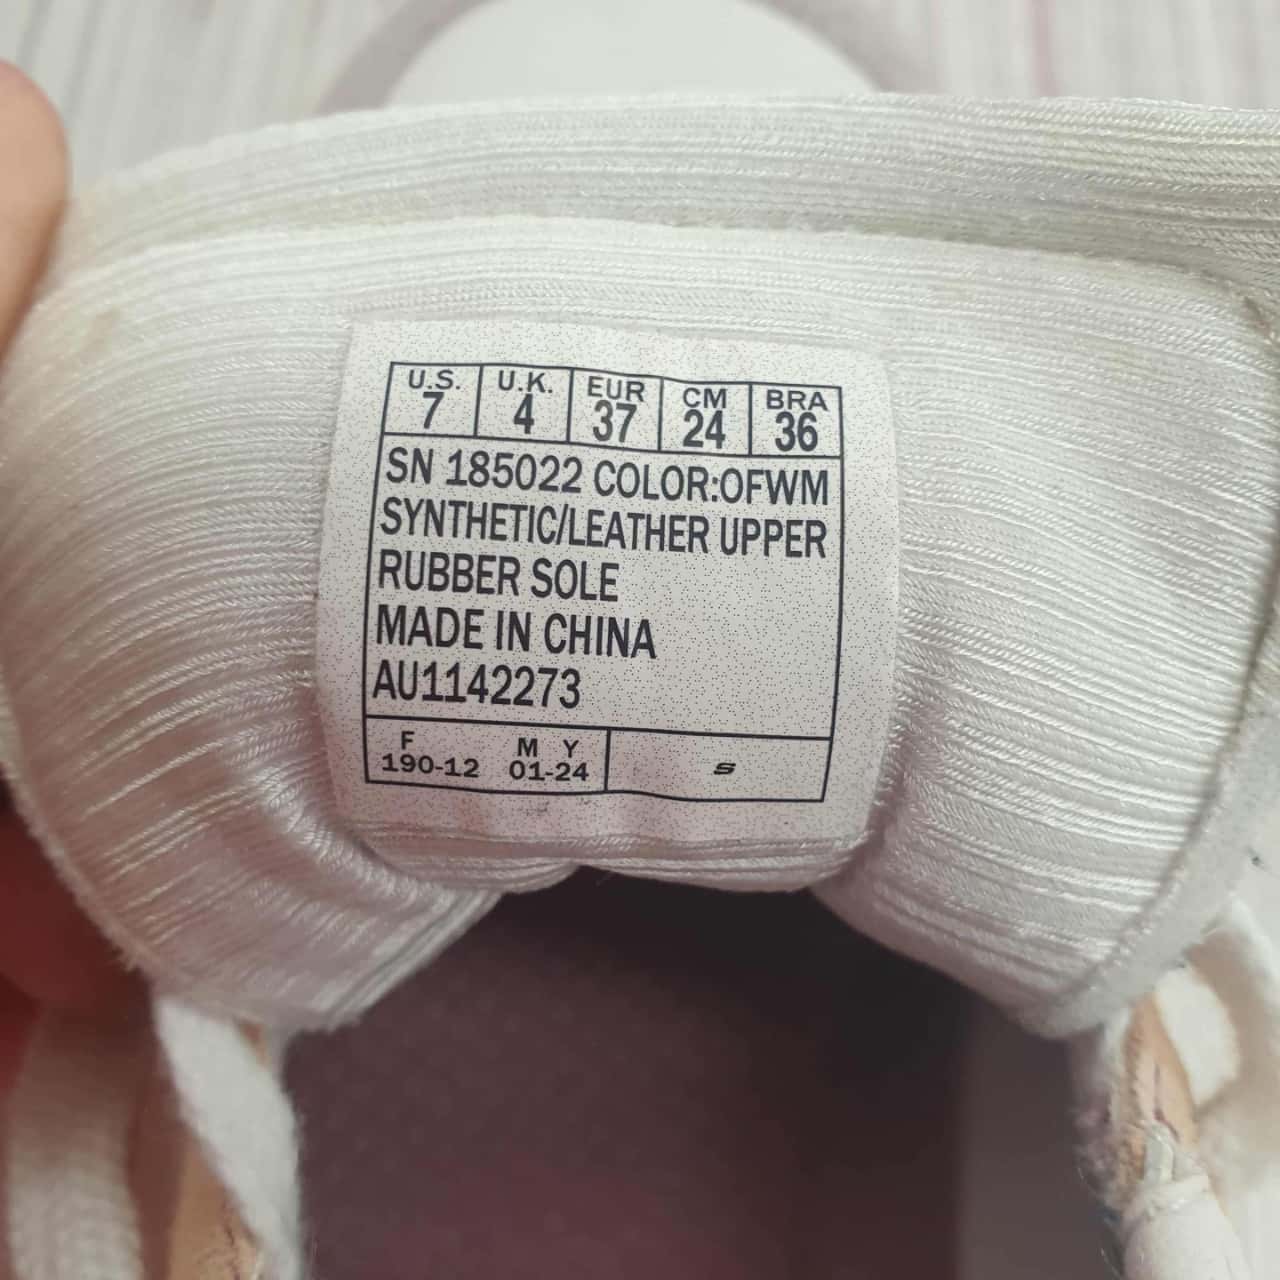 U.S. U.K. EUR CM BRA
7 4 37 24 36
SN 185022 COLOR:OFWM
SYNTHETIC/LEATHER UPPER
RUBBER SOLE
MADE IN CHINA
AU1142273
F M Y
190-12 01-24 S